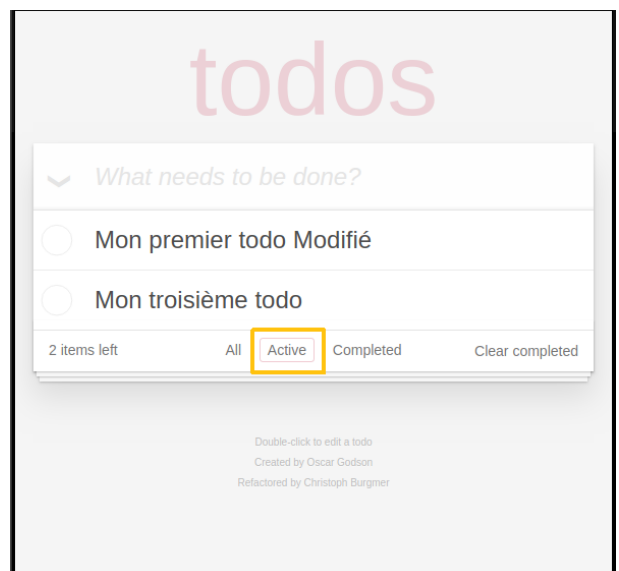 todos
What needs to be done?
Mon premier todo Modifié
Mon troisième todo
2 items left All Active Completed Clear completed
Double-click to edit a todo
Created by Oscar Godson
Refactored by Christoph Burgmer